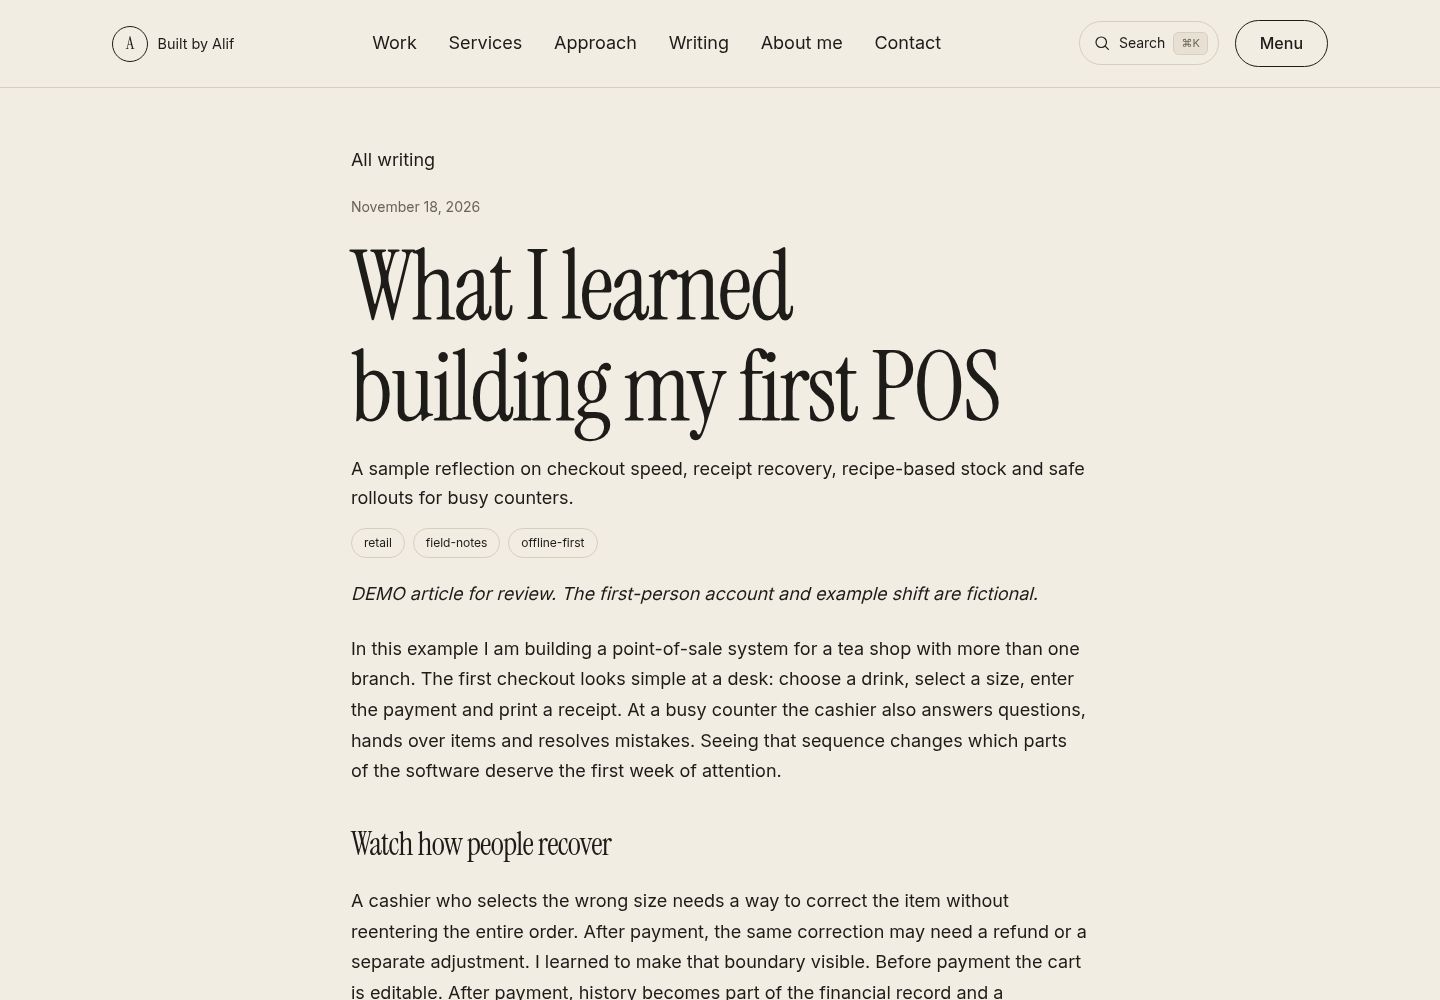 A
Built by Alif
Work
Services
Approach
Writing
About me
Contact
Search
⌘K
Menu
All writing
November 18, 2026
What I learned
building my first POS
A sample reflection on checkout speed, receipt recovery, recipe-based stock and safe
rollouts for busy counters.
retail
field-notes
offline-first
DEMO article for review. The first-person account and example shift are fictional.
In this example I am building a point-of-sale system for a tea shop with more than one
branch. The first checkout looks simple at a desk: choose a drink, select a size, enter
the payment and print a receipt. At a busy counter the cashier also answers questions,
hands over items and resolves mistakes. Seeing that sequence changes which parts
of the software deserve the first week of attention.
Watch how people recover
A cashier who selects the wrong size needs a way to correct the item without
reentering the entire order. After payment, the same correction may need a refund or a
separate adjustment. I learned to make that boundary visible. Before payment the cart
is editable. After payment, history becomes part of the financial record and a